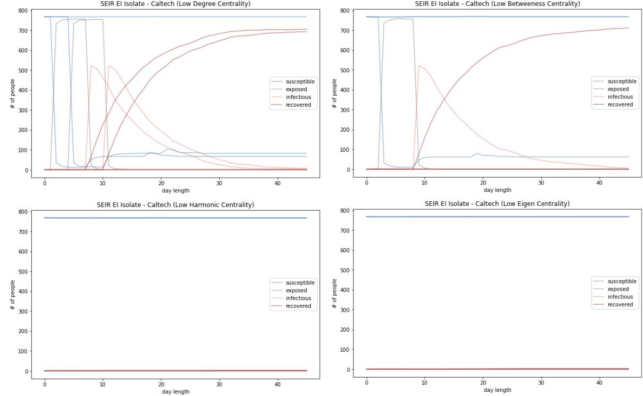 SEIR EI Isolate - Caltech (Low Degree Centrality)
# of people
800
700
600
500
400
300
200
100
0
susceptible
exposed
infectious
recovered
0 10 20 30 40
day length
SEIR EI Isolate - Caltech (Low Betweeness Centrality)
# of people
800
700
600
500
400
300
200
100
0
susceptible
exposed
infectious
recovered
0 10 20 30 40
day length
SEIR EI Isolate - Caltech (Low Harmonic Centrality)
# of people
800
700
600
500
400
300
200
100
0
susceptible
exposed
infectious
recovered
0 10 20 30 40
day length
SEIR EI Isolate - Caltech (Low Eigen Centrality)
# of people
800
700
600
500
400
300
200
100
0
susceptible
exposed
infectious
recovered
0 10 20 30 40
day length